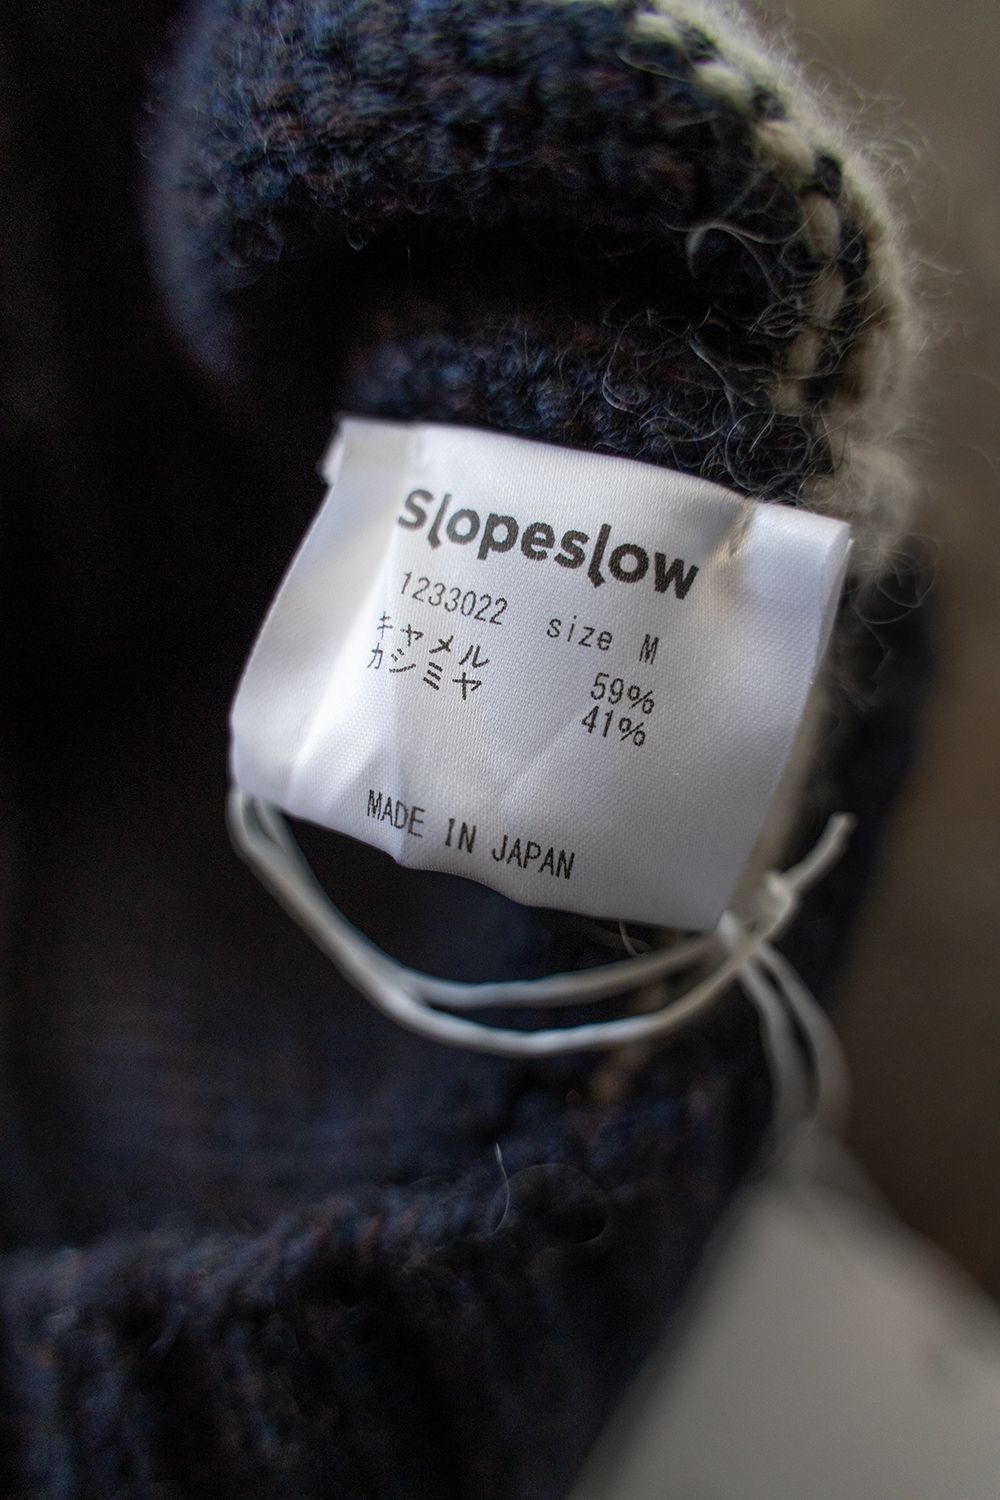 slopeslow
1233022 size M
キャメル 59%
カシミヤ 41%
MADE IN JAPAN